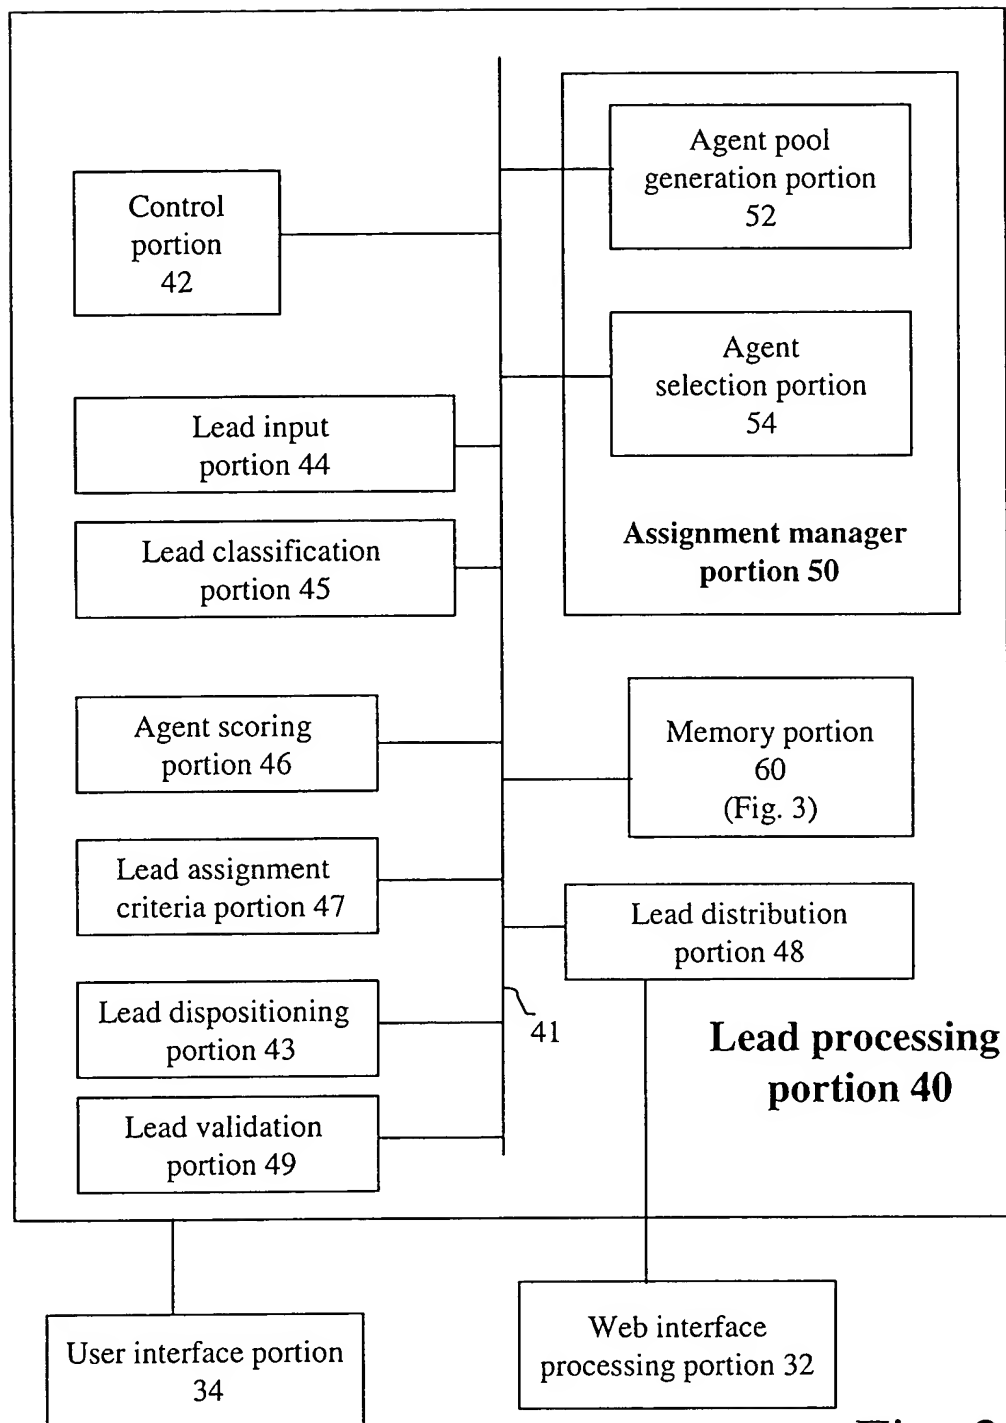 Control
portion
42
Agent pool
generation portion
52
Agent
selection portion
54
Assignment manager
portion 50
Lead input
portion 44
Lead classification
portion 45
Agent scoring
portion 46
Memory portion
60
(Fig. 3)
Lead assignment
criteria portion 47
Lead distribution
portion 48
Lead dispositioning
portion 43
41
Lead processing
portion 40
Lead validation
portion 49
User interface portion
34
Web interface
processing portion 32